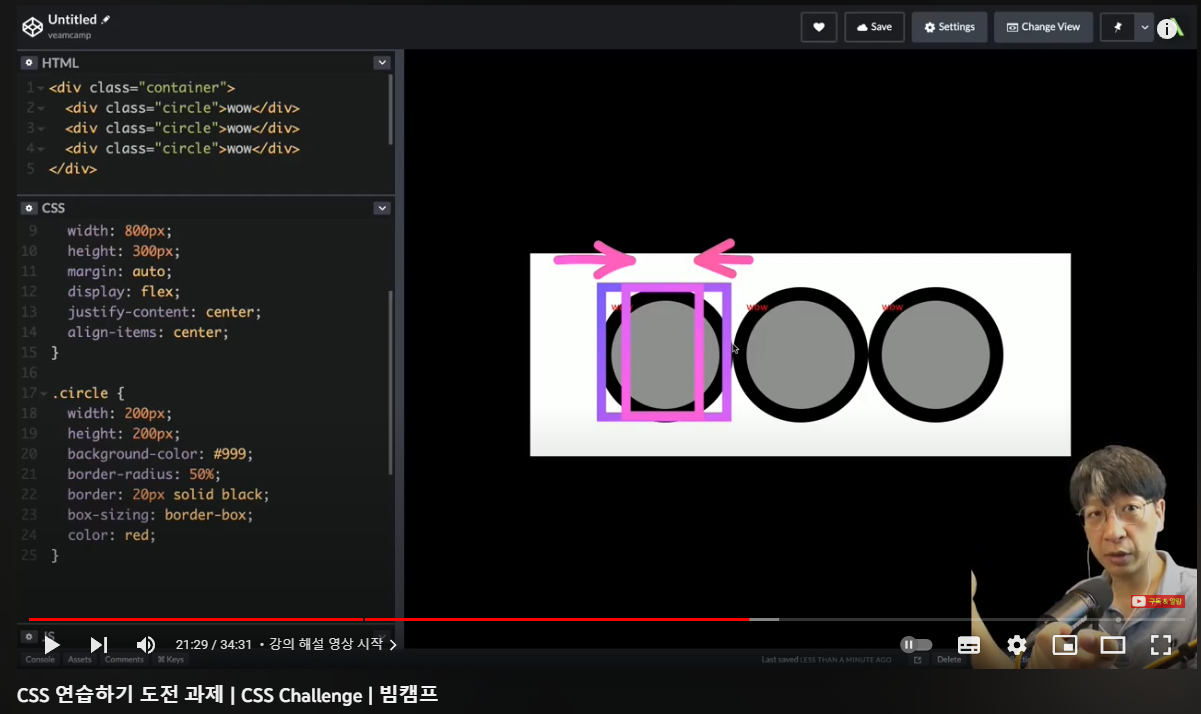 Untitled
veamcamp
Save
Settings
Change View
HTML
1 <div class="container">
2 <div class="circle">wow</div>
3 <div class="circle">wow</div>
4 <div class="circle">wow</div>
5 </div>
CSS
9 width: 800px;
10 height: 300px;
11 margin: auto;
12 display: flex;
13 justify-content: center;
14 align-items: center;
15 }
16
17 .circle {
18 width: 200px;
19 height: 200px;
20 background-color: #999;
21 border-radius: 50%;
22 border: 20px solid black;
23 box-sizing: border-box;
24 color: red;
25 }
wow
wow
구독 & 알람
JS
21:29 / 34:31 • 강의 해설 영상 시작
Console Assets Comments ⌘ Keys
Last saved LESS THAN A MINUTE AGO
Delete
CSS 연습하기 도전 과제 | CSS Challenge | 빔캠프